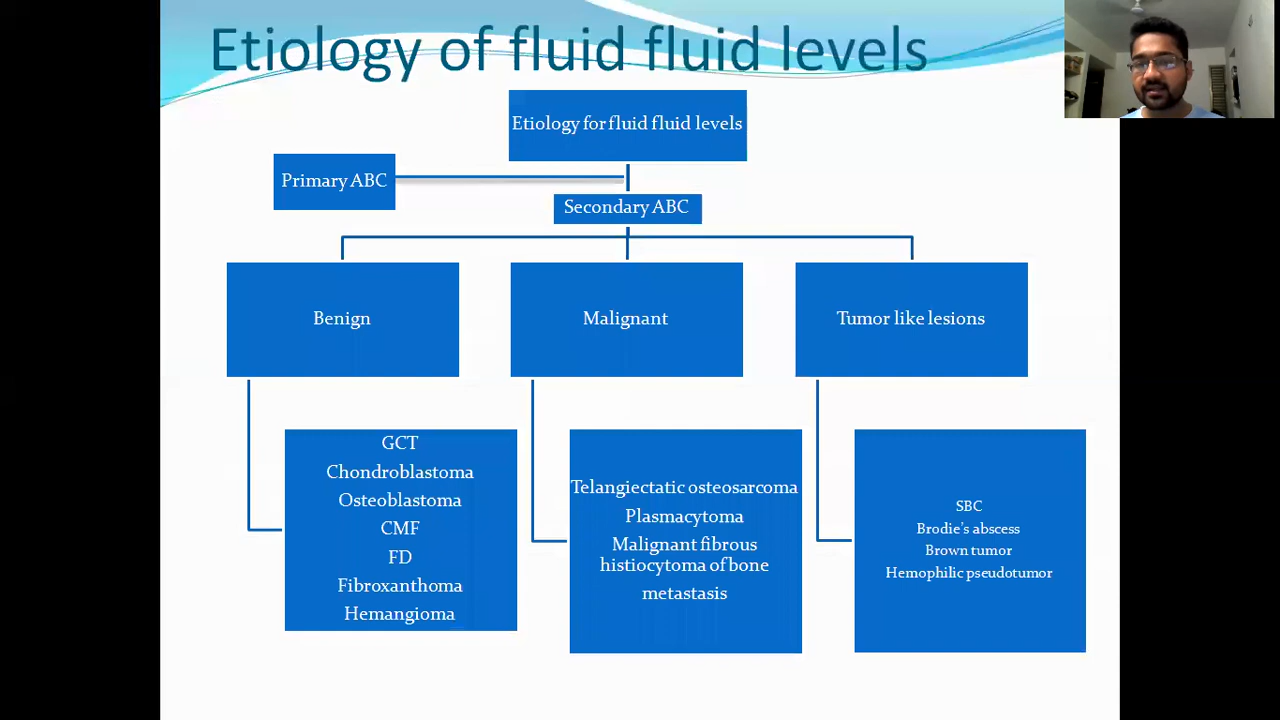 Etiology of fluid fluid levels
Etiology for fluid fluid levels
Primary ABC
Secondary ABC
Benign
Malignant
Tumor like lesions
GCT
Chondroblastoma
Osteoblastoma
CMF
FD
Fibroxanthoma
Hemangioma
Telangiectatic osteosarcoma
Plasmacytoma
Malignant fibrous
histiocytoma of bone
metastasis
SBC
Brodie's abscess
Brown tumor
Hemophilic pseudotumor